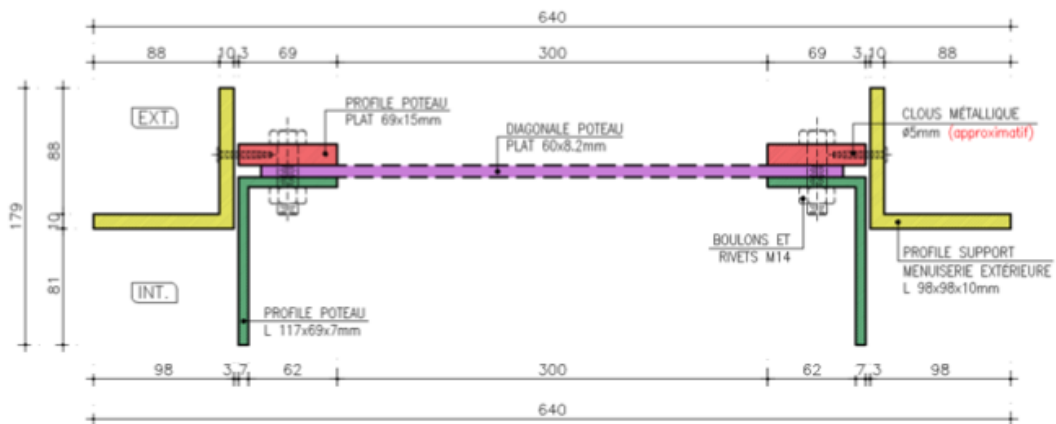 640
88 10 3 69 300 69 3 10 88
EXT.
PROFILE POTEAU
PLAT 69x15mm
DIAGONALE POTEAU
PLAT 60x8.2mm
CLOUS MÉTALLIQUE
ø5mm (approximatif)
179
88
10
81
BOULONS ET
RIVETS M14
PROFILE SUPPORT
MENUISERIE EXTÉRIEURE
L 98x98x10mm
INT.
PROFILE POTEAU
L 117x69x7mm
98 3 7 62 300 62 7 3 98
640